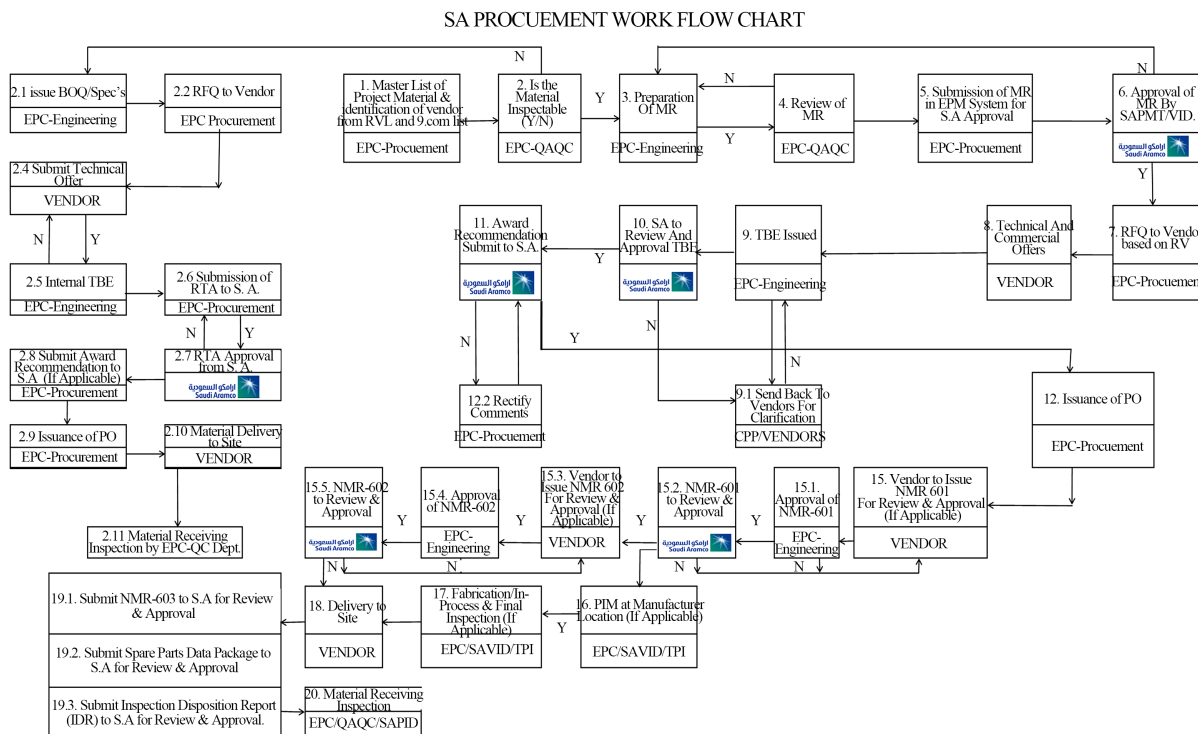 SA PROCUEMENT WORK FLOW CHART
N
N
2.1 issue BOQ/Spec's
EPC-Engineering
2.2 RFQ to Vendor
EPC Procurement
1. Master List of
Project Material &
identification of vendor
from RVL and 9.com list
EPC-Procuement
2. Is the
Material
Inspectable
(Y/N)
EPC-QAQC
Y
3. Preparation
Of MR
EPC-Engineering
N
Y
4. Review of
MR
EPC-QAQC
5. Submission of MR
in EPM System for
S.A Approval
EPC-Procuement
6. Approval of
MR By
SAPMT/VID.
أرامكو السعودية
Saudi Aramco
Y
2.4 Submit Technical
Offer
VENDOR
N
Y
2.5 Internal TBE
EPC-Engineering
2.6 Submission of
RTA to S. A.
EPC-Procurement
N
Y
11. Award
Recommendation
Submit to S.A.
أرامكو السعودية
Saudi Aramco
Y
10. SA to
Review And
Approval TBE
أرامكو السعودية
Saudi Aramco
9. TBE Issued
EPC-Engineering
8. Technical And
Commercial
Offers
VENDOR
7. RFQ to Vendo
based on RV
EPC-Procuement
N
N
Y
2.8 Submit Award
Recommendation to
S.A (If Applicable)
EPC-Procurement
2.7 RTA Approval
from S. A.
أرامكو السعودية
Saudi Aramco
N
12.2 Rectify
Comments
EPC-Procuement
9.1 Send Back To
Vendors For
Clarification
CPP/VENDORS
12. Issuance of PO
EPC-Procuement
2.9 Issuance of PO
EPC-Procurement
2.10 Material Delivery
to Site
VENDOR
2.11 Material Receiving
Inspection by EPC-QC Dept.
15.5. NMR-602
to Review &
Approval
أرامكو السعودية
Saudi Aramco
Y
15.4. Approval
of NMR-602
EPC-
Engineering
Y
15.3. Vendor to
Issue NMR 602
For Review &
Approval (If
Applicable)
VENDOR
Y
15.2. NMR-601
to Review &
Approval
أرامكو السعودية
Saudi Aramco
Y
15.1.
Approval of
NMR-601
EPC-
Engineering
Y
15. Vendor to Issue
NMR 601
For Review & Approval
(If Applicable)
VENDOR
N
N.
N
N.
19.1. Submit NMR-603 to S.A for Review
& Approval
19.2. Submit Spare Parts Data Package to
S.A for Review & Approval
19.3. Submit Inspection Disposition Report
(IDR) to S.A for Review & Approval.
18. Delivery to
Site
VENDOR
17. Fabrication/In-
Process & Final
Inspection (If
Applicable)
EPC/SAVID/TPI
Y
16. PIM at Manufacturer
Location (If Applicable)
EPC/SAVID/TPI
20. Material Receiving
Inspection
EPC/QAQC/SAPID